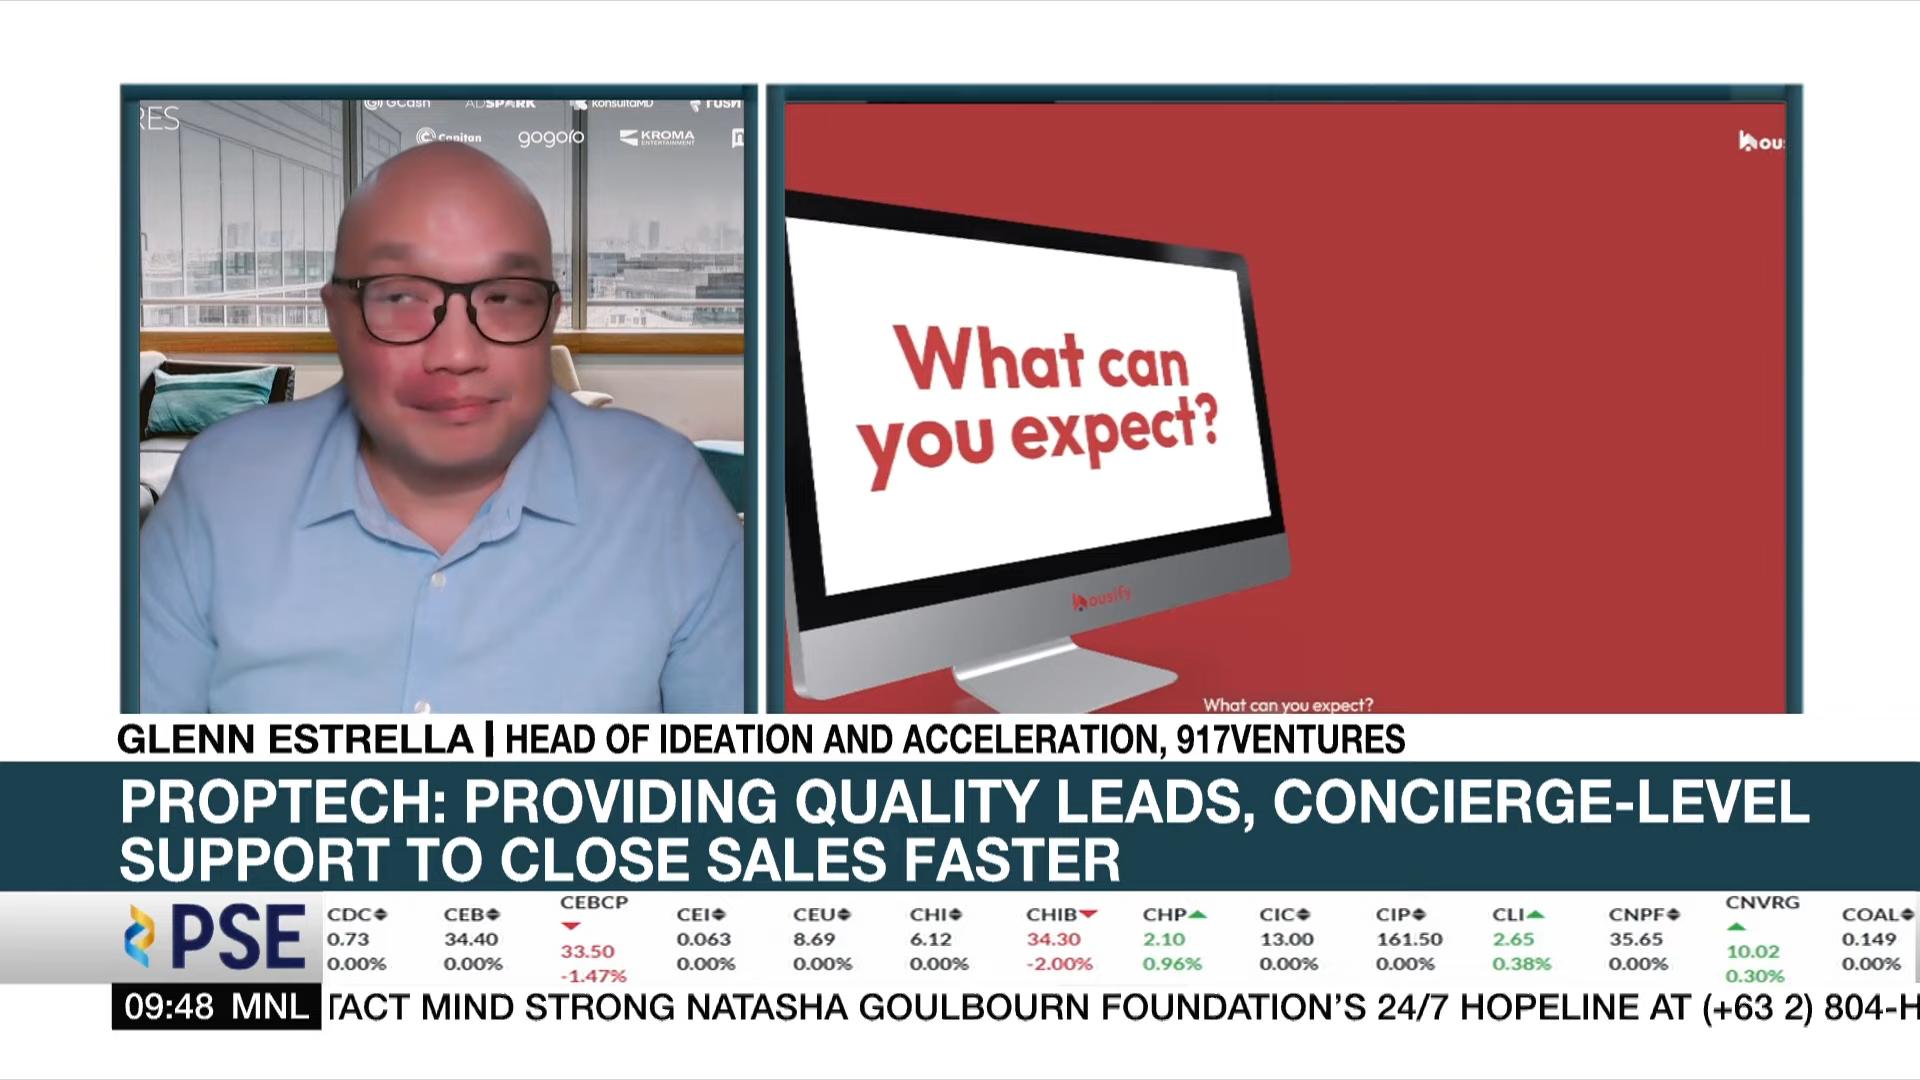 RES
GCash
ADSPARK
KonsultaMD
rush
Capitan
gogoro
KROMA
ENTERTAINMENT
hou
What can
you expect?
housify
What can you expect?
GLENN ESTRELLA | HEAD OF IDEATION AND ACCELERATION, 917VENTURES
PROPTECH: PROVIDING QUALITY LEADS, CONCIERGE-LEVEL
SUPPORT TO CLOSE SALES FASTER
PSE
CDC 0.73 0.00%
CEB 34.40 0.00%
CEBCP 33.50 -1.47%
CEI 0.063 0.00%
CEU 8.69 0.00%
CHI 6.12 0.00%
CHIB 34.30 -2.00%
CHP 2.10 0.96%
CIC 13.00 0.00%
CIP 161.50 0.00%
CLI 2.65 0.38%
CNPF 35.65 0.00%
CNVRG 10.02 0.30%
COAL 0.149 0.00%
09:48 MNL
TACT MIND STRONG NATASHA GOULBOURN FOUNDATION'S 24/7 HOPELINE AT (+63 2) 804-H